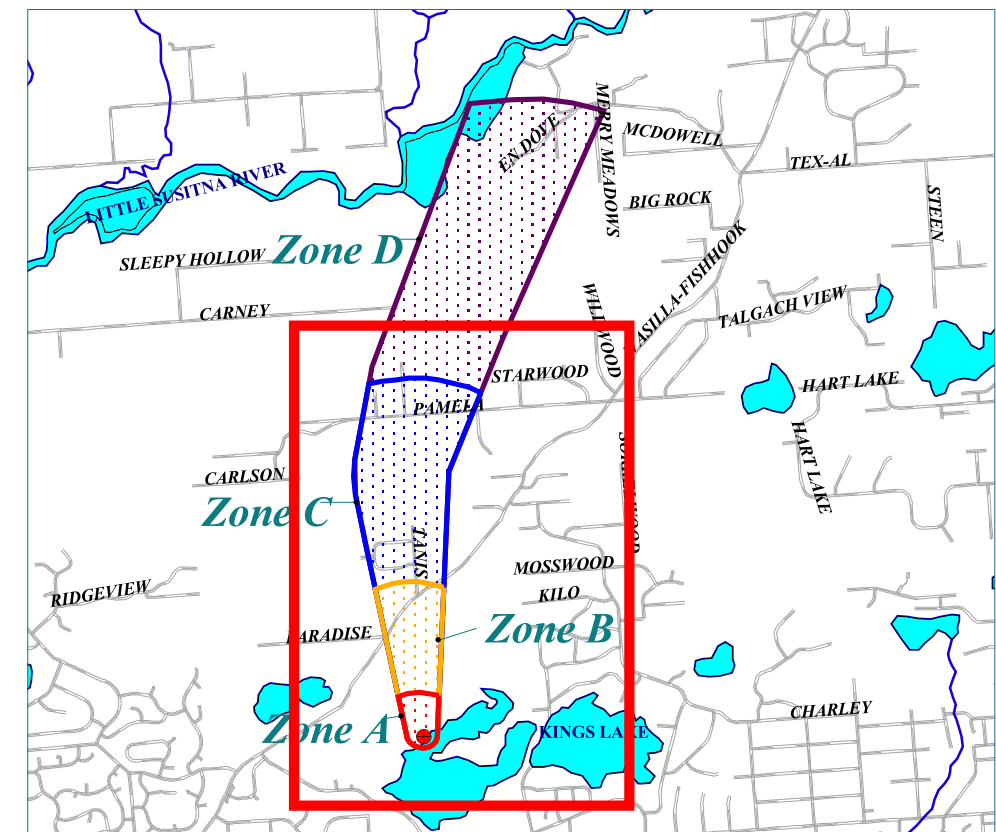 EN DOVE
MERRY MEADOWS
MCDOWELL
TEX-AL
LITTLE SUSITNA RIVER
BIG ROCK
STEEN
SLEEPY HOLLOW
Zone D
CARNEY
WILDWOOD
WASILLA-FISHHOOK
TALGACH VIEW
STARWOOD
HART LAKE
PAMELA
HART LAKE
CARLSON
Zone C
TANIS
MOSSWOOD
RIDGEVIEW
KILO
PARADISE
Zone B
CHARLEY
Zone A
KINGS LAKE